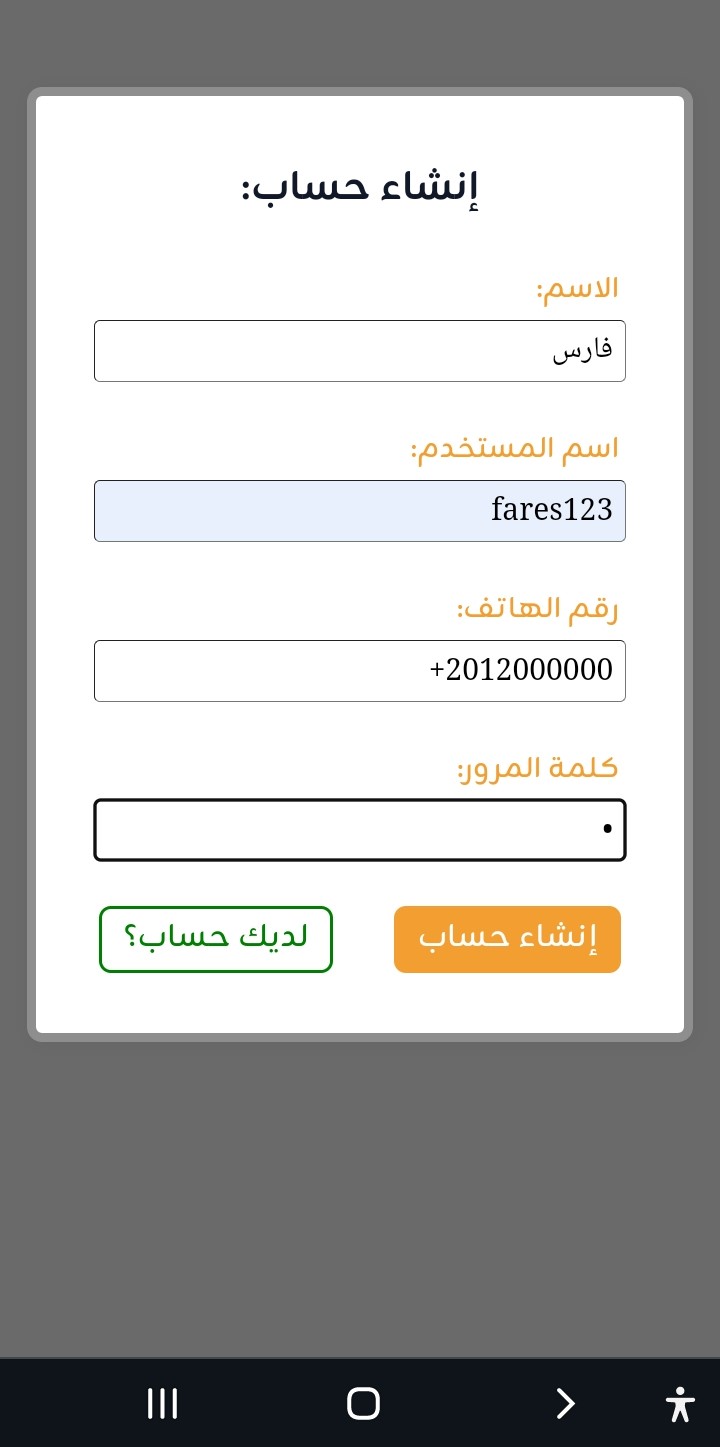 إنشاء حساب:
الاسم:
فارس
اسم المستخدم:
fares123
رقم الهاتف:
+2012000000
كلمة المرور:
•
إنشاء حساب
لديك حساب؟